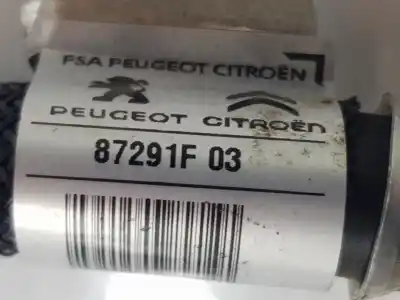 PSA PEUGEOT CITROËN
PEUGEOT CITROËN
87291F 03